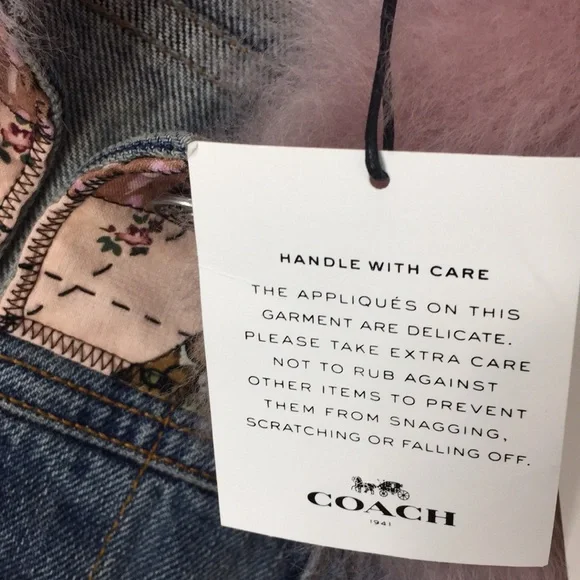 HANDLE WITH CARE
THE APPLIQUÉS ON THIS
GARMENT ARE DELICATE.
PLEASE TAKE EXTRA CARE
NOT TO RUB AGAINST
OTHER ITEMS TO PREVENT
THEM FROM SNAGGING,
SCRATCHING OR FALLING OFF.
COACH
1941